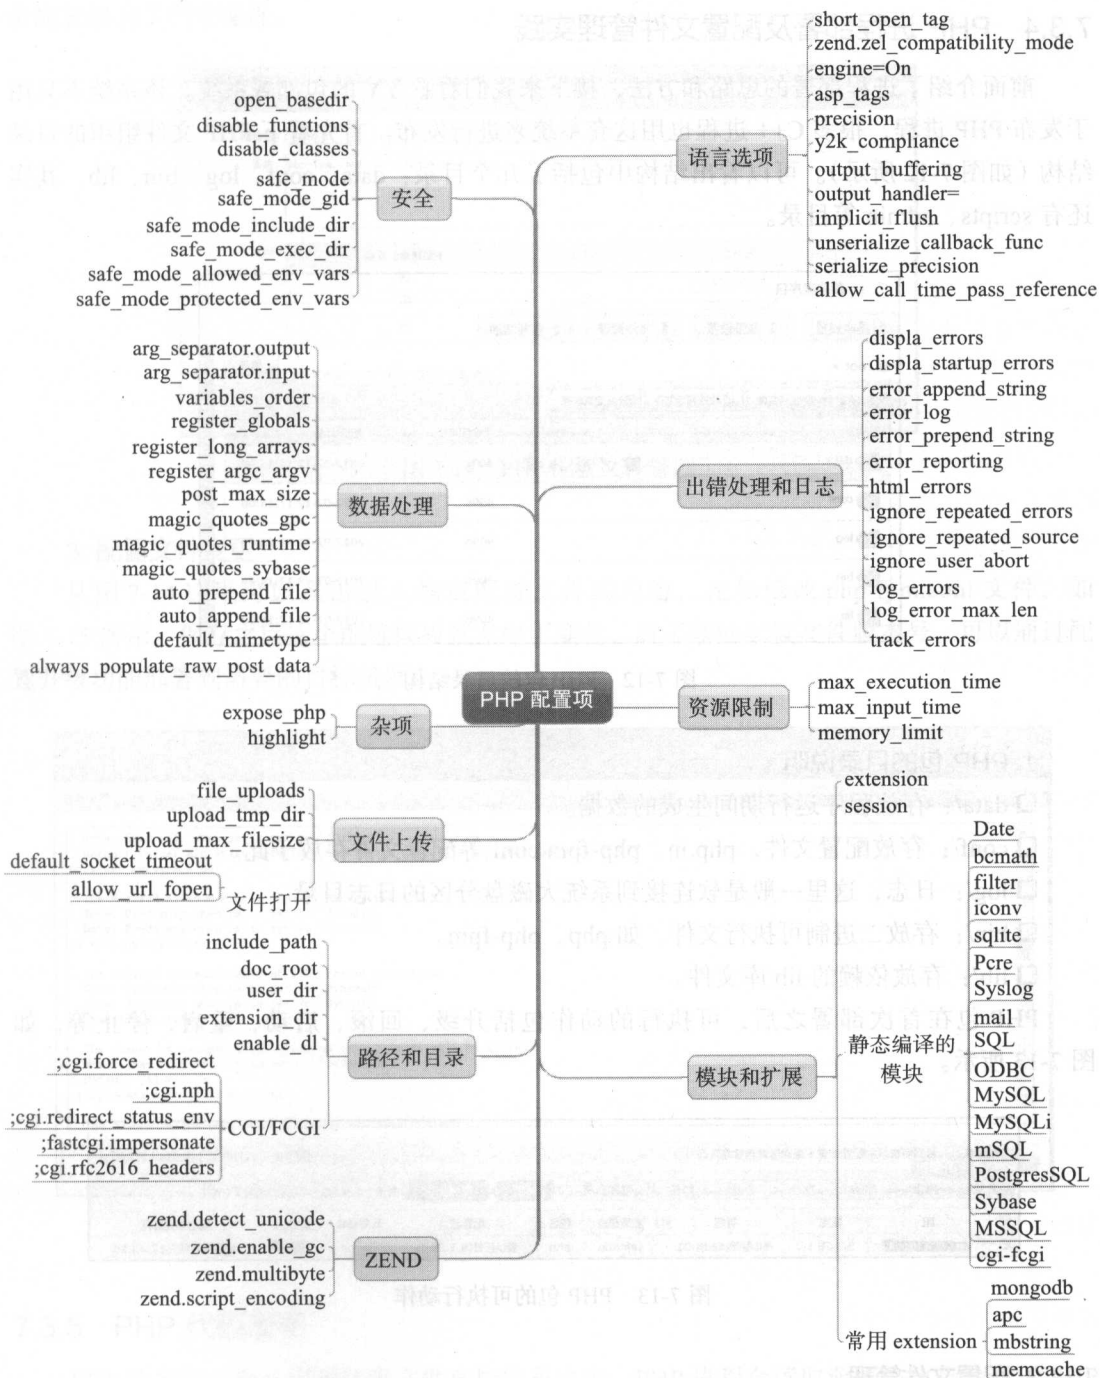 PHP 配置项
安全
open_basedir
disable_functions
disable_classes
safe_mode
safe_mode_gid
safe_mode_include_dir
safe_mode_exec_dir
safe_mode_allowed_env_vars
safe_mode_protected_env_vars
数据处理
arg_separator.output
arg_separator.input
variables_order
register_globals
register_long_arrays
register_argc_argv
post_max_size
magic_quotes_gpc
magic_quotes_runtime
magic_quotes_sybase
auto_prepend_file
auto_append_file
default_mimetype
always_populate_raw_post_data
杂项
expose_php
highlight
文件上传
file_uploads
upload_tmp_dir
upload_max_filesize
文件打开
default_socket_timeout
allow_url_fopen
路径和目录
include_path
doc_root
user_dir
extension_dir
enable_dl
CGI/FCGI
;cgi.force_redirect
;cgi.nph
;cgi.redirect_status_env
;fastcgi.impersonate
;cgi.rfc2616_headers
ZEND
zend.detect_unicode
zend.enable_gc
zend.multibyte
zend.script_encoding
语言选项
short_open_tag
zend.zel_compatibility_mode
engine=On
asp_tags
precision
y2k_compliance
output_buffering
output_handler=
implicit_flush
unserialize_callback_func
serialize_precision
allow_call_time_pass_reference
出错处理和日志
displa_errors
displa_startup_errors
error_append_string
error_log
error_prepend_string
error_reporting
html_errors
ignore_repeated_errors
ignore_repeated_source
ignore_user_abort
log_errors
log_error_max_len
track_errors
资源限制
max_execution_time
max_input_time
memory_limit
模块和扩展
extension
session
静态编译的
模块
Date
bcmath
filter
iconv
sqlite
Pcre
Syslog
mail
SQL
ODBC
MySQL
MySQLi
mSQL
PostgresSQL
Sybase
MSSQL
cgi-fcgi
常用 extension
mongodb
apc
mbstring
memcache